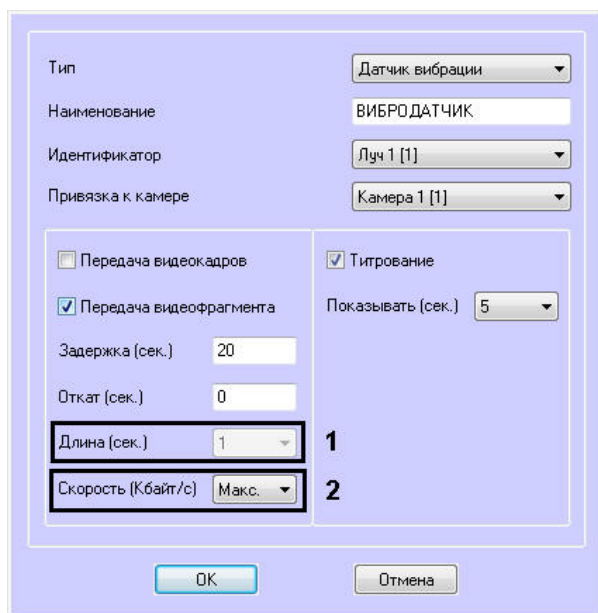 Тип Датчик вибрации
Наименование ВИБРОДАТЧИК
Идентификатор Луч 1 [1]
Привязка к камере Камера 1 [1]
Передача видеокадров
Передача видеофрагмента
Задержка (сек.) 20
Откат (сек.) 0
Длина (сек.) 1 1
Скорость (Кбайт/с) Макс. 2
Титрование
Показывать (сек.) 5
OK Отмена